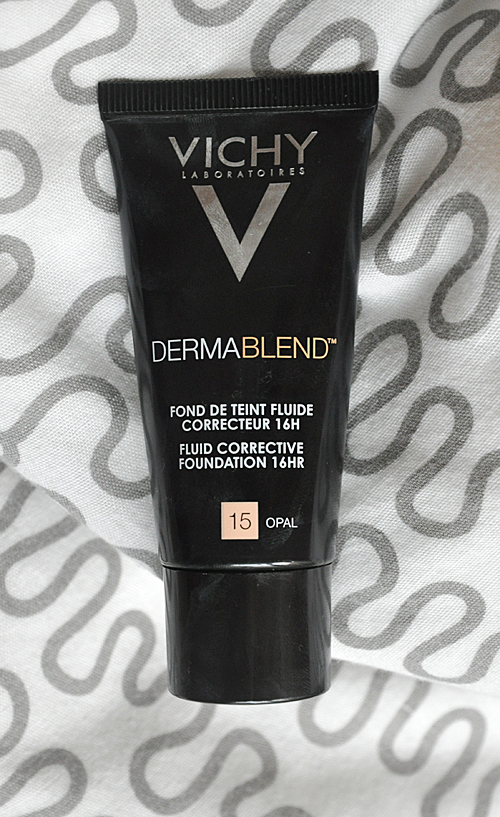 VICHY
LABORATOIRES
V
DERMABLEND™
FOND DE TEINT FLUIDE
CORRECTEUR 16H
FLUID CORRECTIVE
FOUNDATION 16HR
15 OPAL